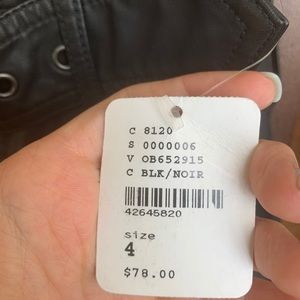 C 8120
S 0000006
V OB652915
C BLK/NOIR
42645820
size
4
$78.00